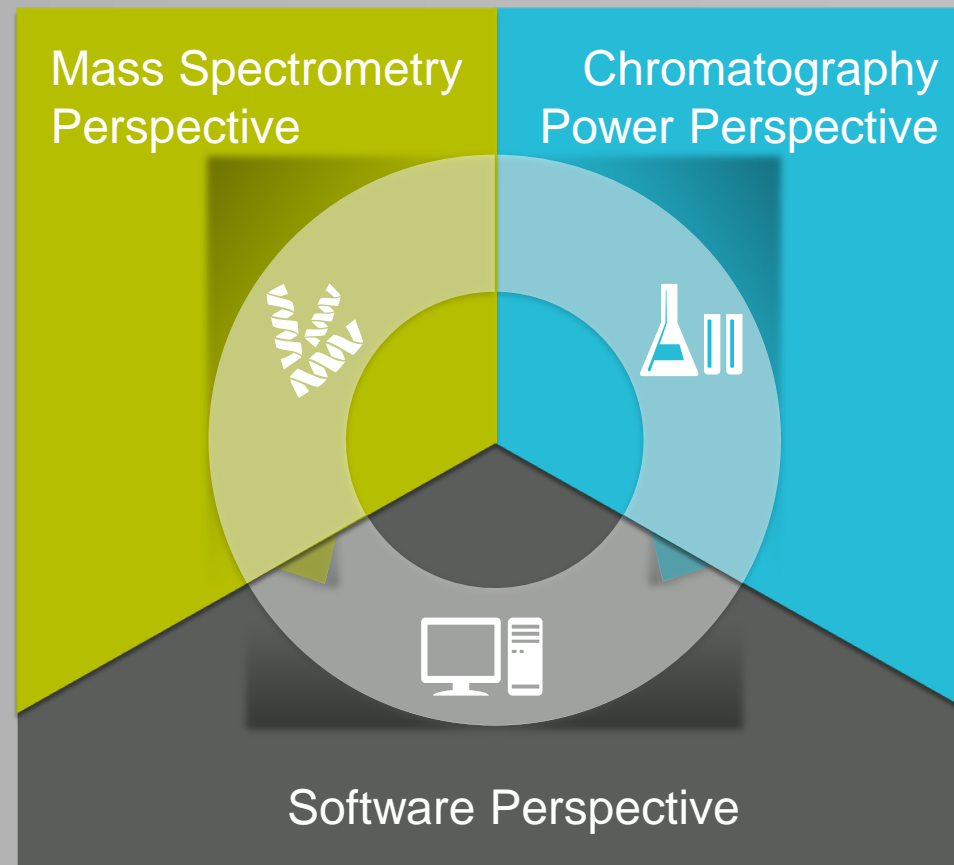 Mass Spectrometry
Perspective
Chromatography
Power Perspective
Software Perspective